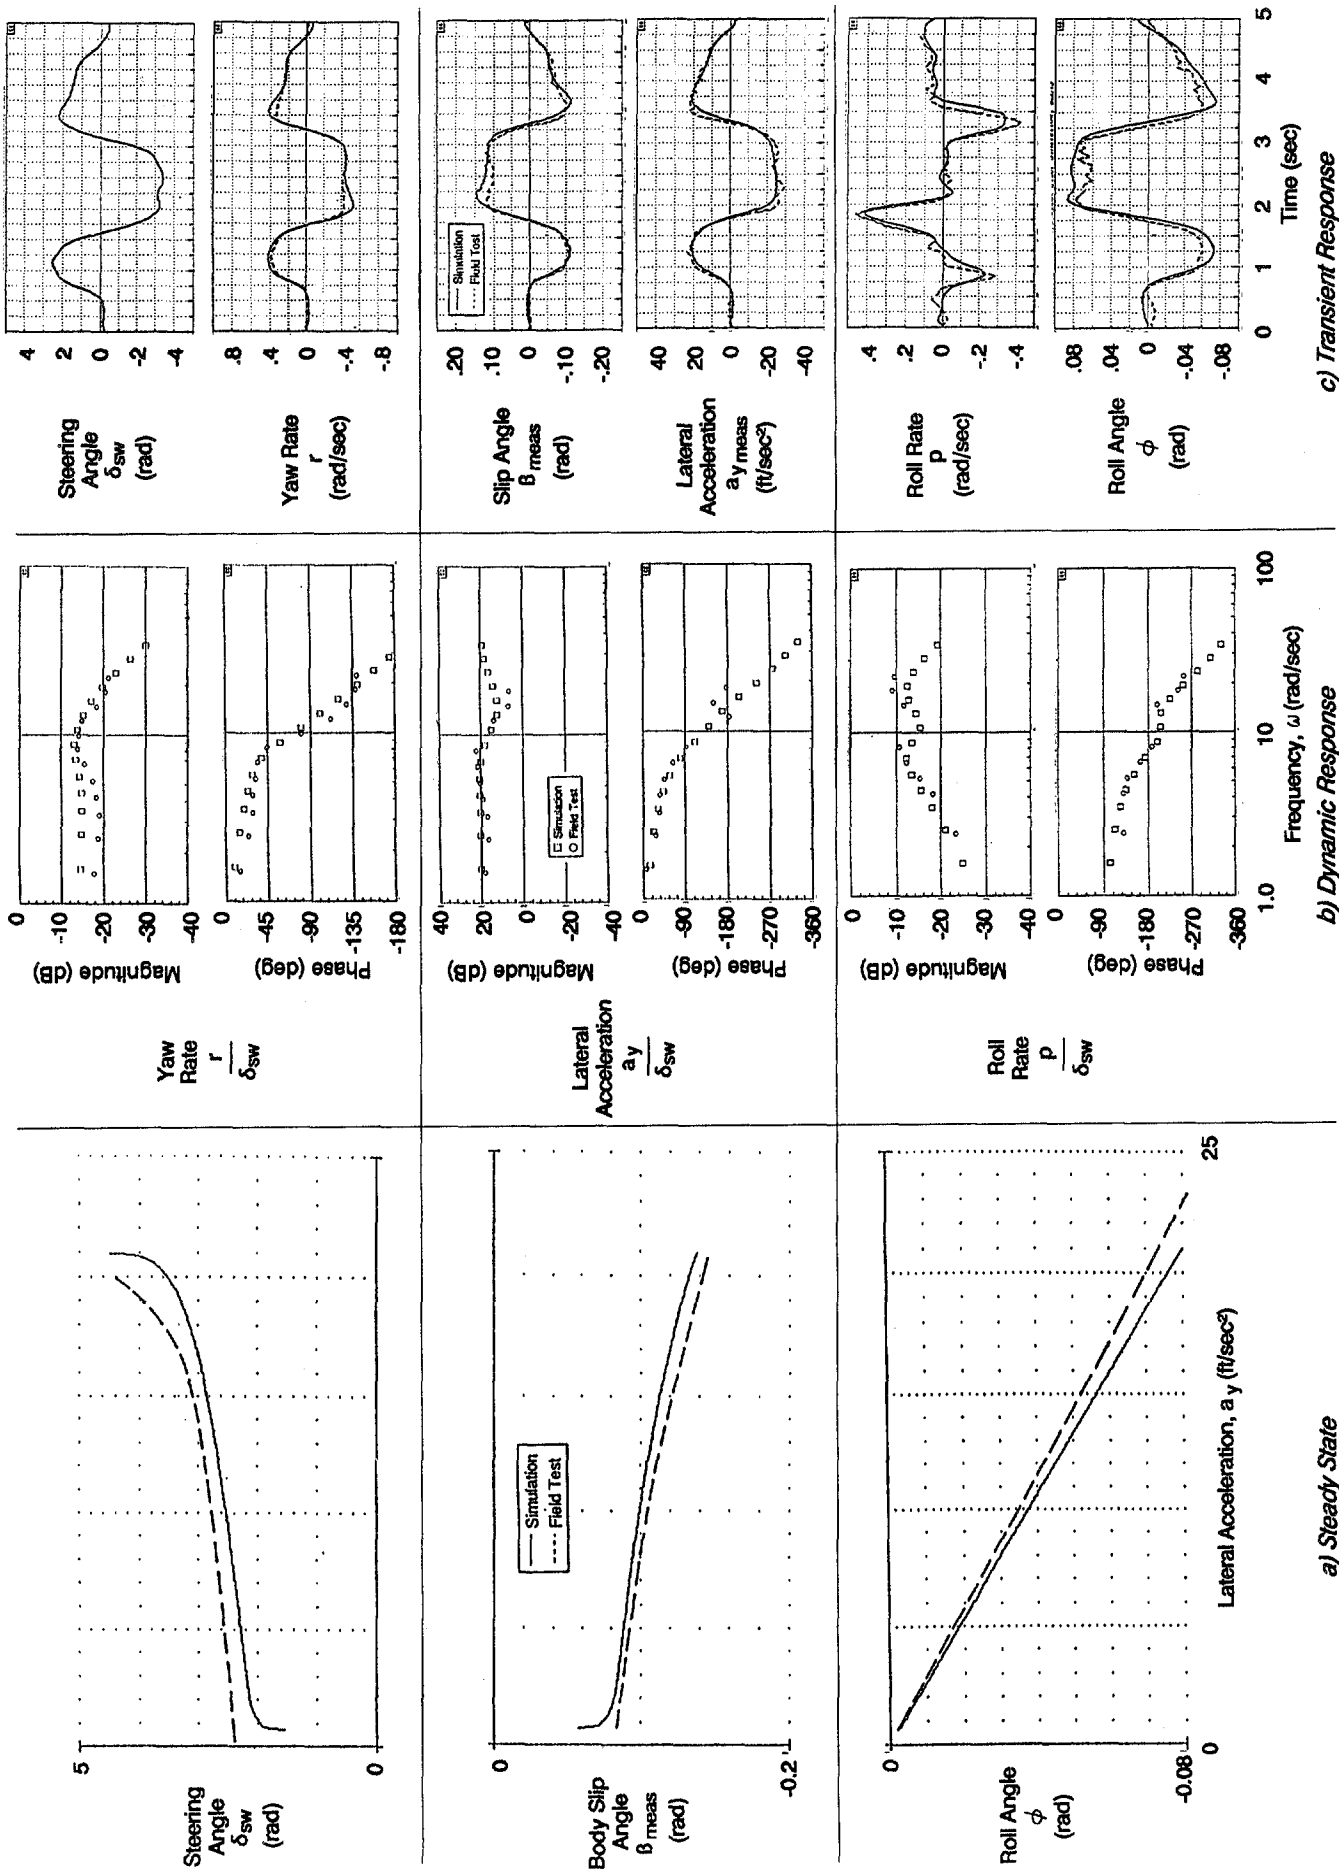 5
0
Steering
Angle
δsw
(rad)
0
-0.2
Body Slip
Angle
β meas
(rad)
Simulation
Field Test
0
-0.08
Roll Angle
ϕ
(rad)
0
25
Lateral Acceleration, a y (ft/sec²)
a) Steady State
Yaw
Rate
r
δsw
0
-10
-20
-30
-40
Magnitude (dB)
0
-45
-90
-135
-180
Phase (deg)
Lateral
Acceleration
ay
δsw
40
20
0
-20
-40
Magnitude (dB)
Simulation
Field Test
0
-90
-180
-270
-360
Phase (deg)
Roll
Rate
p
δsw
0
-10
-20
-30
-40
Magnitude (dB)
0
-90
-180
-270
-360
Phase (deg)
1.0
10
100
Frequency, ω (rad/sec)
b) Dynamic Response
Steering
Angle
δsw
(rad)
4
2
0
-2
-4
Yaw Rate
r
(rad/sec)
.8
.4
0
-.4
-.8
Slip Angle
β meas
(rad)
.20
.10
0
-.10
-.20
Simulation
Field Test
Lateral
Acceleration
ay meas
(ft/sec²)
40
20
0
-20
-40
Roll Rate
p
(rad/sec)
.4
.2
0
-.2
-.4
Roll Angle
ϕ
(rad)
.08
.04
0
-0.04
-0.08
0
1
2
3
4
5
Time (sec)
c) Transient Response